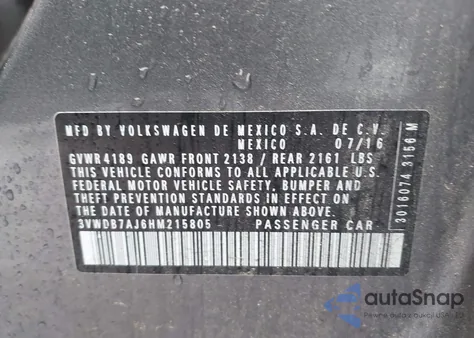 MFD BY VOLKSWAGEN DE MEXICO S.A. DE C.V.
MEXICO 07/16
GVWR 4189 GAWR FRONT 2138 / REAR 2161 LBS
THIS VEHICLE CONFORMS TO ALL APPLICABLE U.S.
FEDERAL MOTOR VEHICLE SAFETY, BUMPER AND
THEFT PREVENTION STANDARDS IN EFFECT ON THE
DATE OF MANUFACTURE SHOWN ABOVE.
3VWDB7AJ6HM215805 PASSENGER CAR
3016074 3156 M
autaSnap